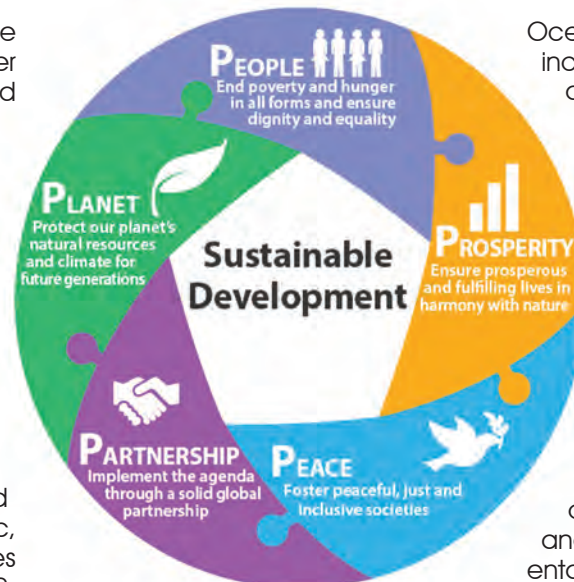 PEOPLE
End poverty and hunger
in all forms and ensure
dignity and equality
PROSPERITY
Ensure prosperous
and fulfilling lives in
harmony with nature
PEACE
Foster peaceful, just and
inclusive societies
PARTNERSHIP
Implement the agenda
through a solid global
partnership
PLANET
Protect our planet's
natural resources
and climate for
future generations
Sustainable
Development